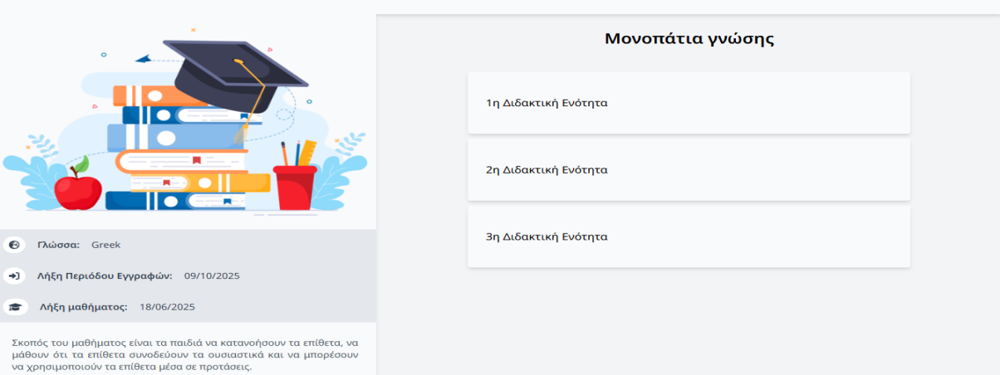 Μονοπάτια γνώσης
1η Διδακτική Ενότητα
2η Διδακτική Ενότητα
3η Διδακτική Ενότητα
Γλώσσα: Greek
Λήξη Περιόδου Εγγραφών: 09/10/2025
Λήξη μαθήματος: 18/06/2025
Σκοπός του μαθήματος είναι τα παιδιά να κατανοήσουν τα επίθετα, να
μάθουν ότι τα επίθετα συνοδεύουν τα ουσιαστικά και να μπορέσουν
να χρησιμοποιούν τα επίθετα μέσα σε προτάσεις.